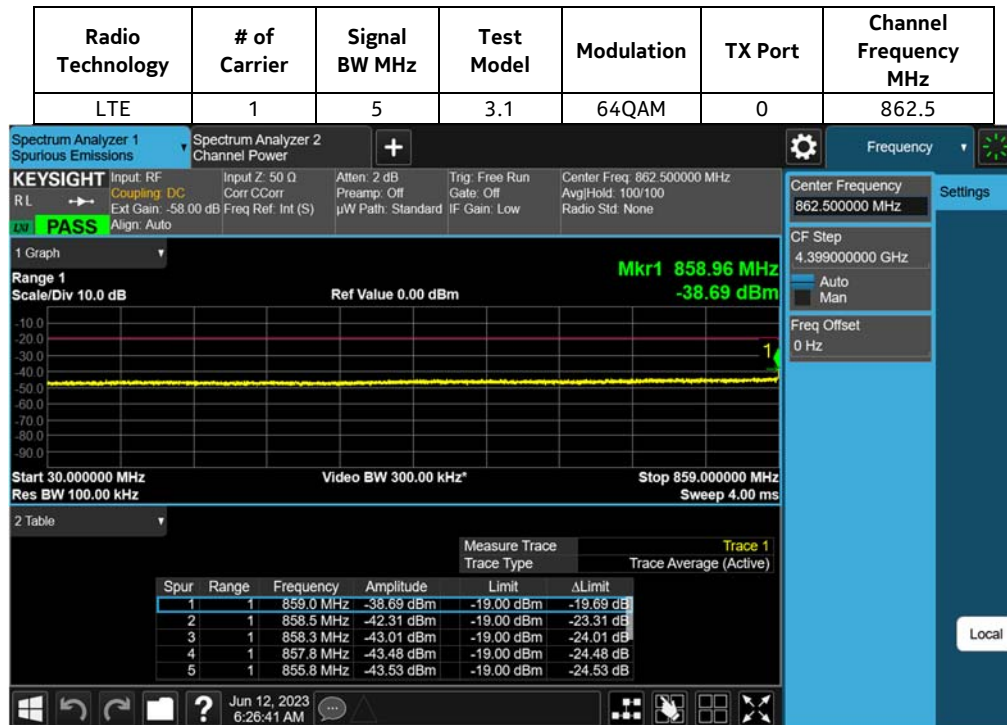 Radio Technology # of Carrier Signal BW MHz Test Model Modulation TX Port Channel Frequency MHz
LTE 1 5 3.1 64QAM 0 862.5
Spectrum Analyzer 1
Spurious Emissions
Spectrum Analyzer 2
Channel Power
+
Frequency
KEYSIGHT
RL
LXI PASS
Input: RF
Coupling: DC
Ext Gain: -58.00 dB
Align: Auto
Input Z: 50 Ω
Corr CCorr
Freq Ref: Int (S)
Atten: 2 dB
Preamp: Off
µW Path: Standard
Trig: Free Run
Gate: Off
IF Gain: Low
Center Freq: 862.500000 MHz
Avg|Hold: 100/100
Radio Std: None
Center Frequency
862.500000 MHz
Settings
CF Step
4.399000000 GHz
Auto
Man
Freq Offset
0 Hz
Local
1 Graph
Range 1
Scale/Div 10.0 dB
Ref Value 0.00 dBm
Mkr1 858.96 MHz
-38.69 dBm
-10.0
-20.0
-30.0
-40.0
-50.0
-60.0
-70.0
-80.0
-90.0
1
Start 30.000000 MHz
Res BW 100.00 kHz
Video BW 300.00 kHz*
Stop 859.000000 MHz
Sweep 4.00 ms
2 Table
Measure Trace Trace 1
Trace Type Trace Average (Active)
Spur Range Frequency Amplitude Limit ΔLimit
1 1 859.0 MHz -38.69 dBm -19.00 dBm -19.69 dB
2 1 858.5 MHz -42.31 dBm -19.00 dBm -23.31 dB
3 1 858.3 MHz -43.01 dBm -19.00 dBm -24.01 dB
4 1 857.8 MHz -43.48 dBm -19.00 dBm -24.48 dB
5 1 855.8 MHz -43.53 dBm -19.00 dBm -24.53 dB
?
Jun 12, 2023
6:26:41 AM